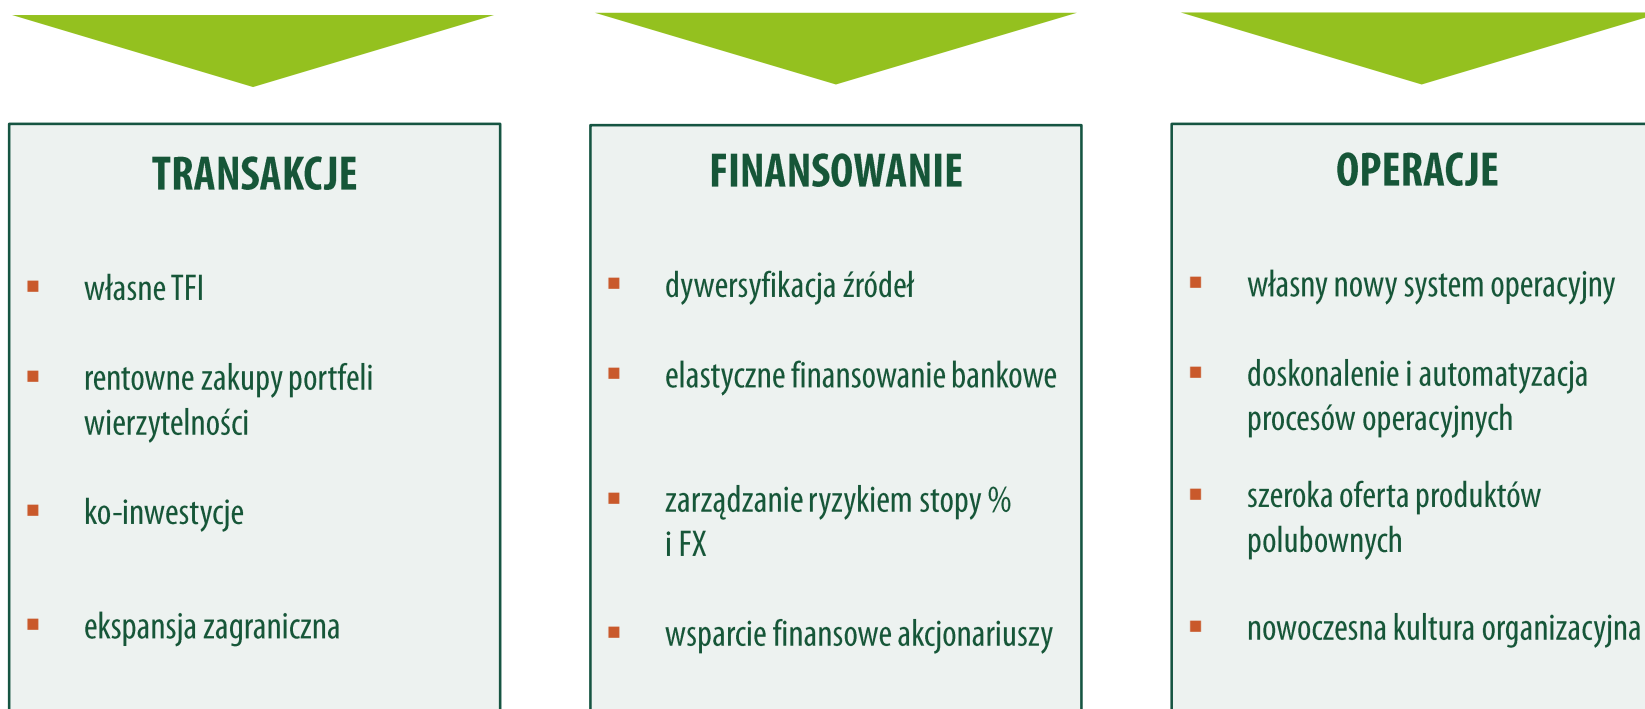 TRANSAKCJE
własne TFI
rentowne zakupy portfeli
wierzytelności
ko-inwestycje
ekspansja zagraniczna
FINANSOWANIE
dywersyfikacja źródeł
elastyczne finansowanie bankowe
zarządzanie ryzykiem stopy %
i FX
wsparcie finansowe akcjonariuszy
OPERACJE
własny nowy system operacyjny
doskonalenie i automatyzacja
procesów operacyjnych
szeroka oferta produktów
polubownych
nowoczesna kultura organizacyjna